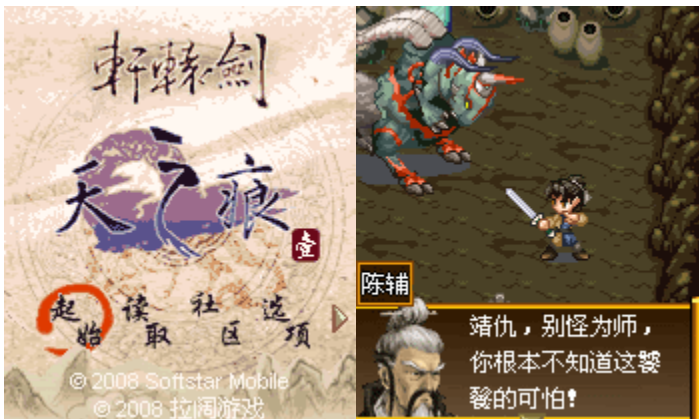 軒轅劍
天之痕
壹
起始
读取
社区
选项
© 2008 Softstar Mobile
© 2008 拉阔游戏
陈辅
靖仇，别怪为师，
你根本不知道这饕
餮的可怕！